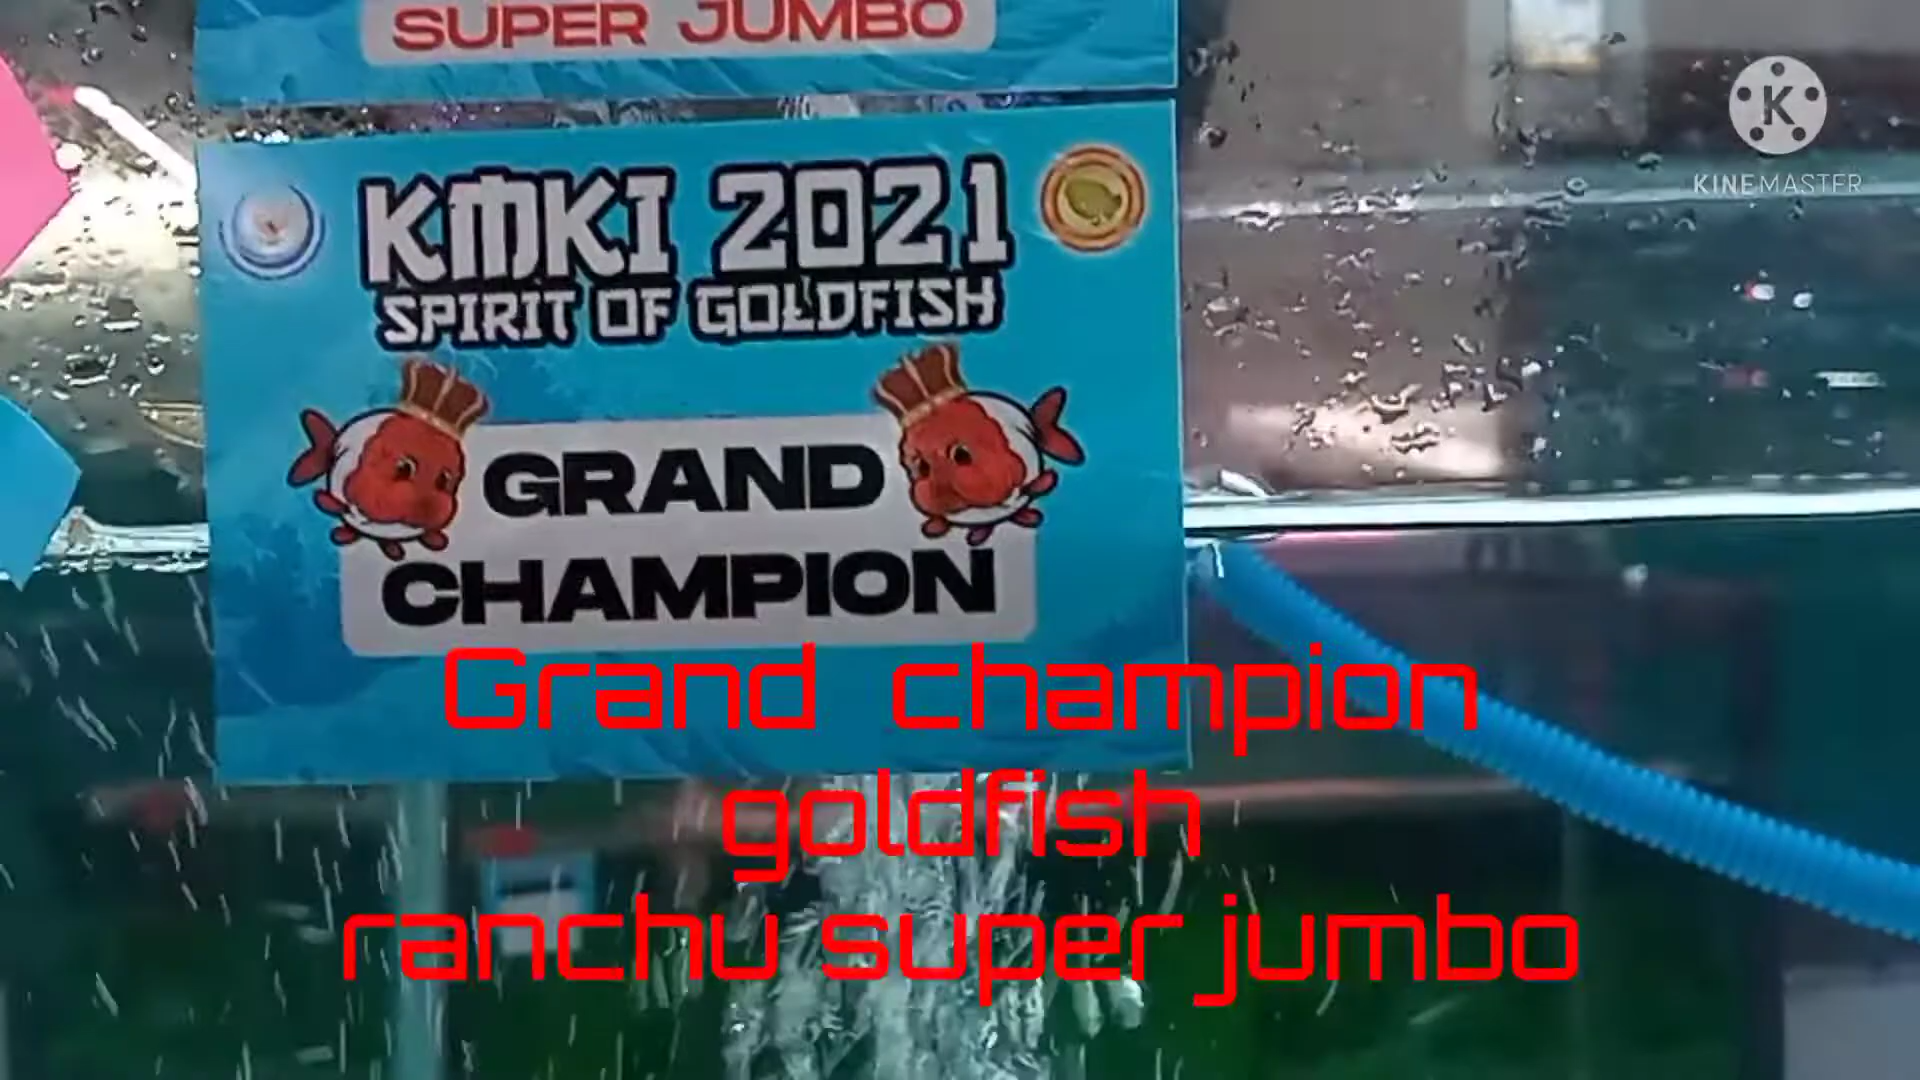 SUPER JUMBO
KMKI 2021
SPIRIT OF GOLDFISH
GRAND
CHAMPION
Grand champion
goldfish
ranchu super jumbo
K
KINEMASTER